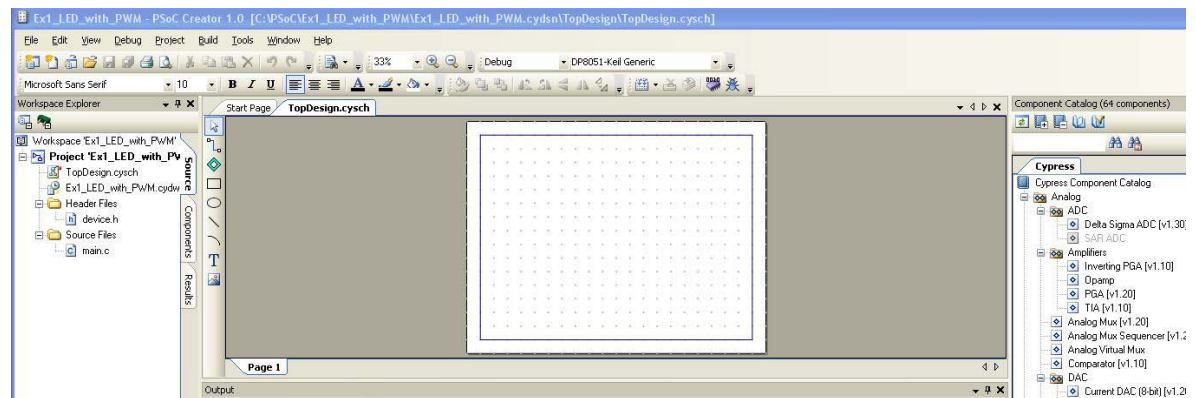 Ex1_LED_with_PWM - PSoC Creator 1.0 [C:\PSoC\Ex1_LED_with_PWM\Ex1_LED_with_PWM.cydsn\TopDesign\TopDesign.cysch]
File Edit View Debug Project Build Tools Window Help
33% Debug DP8051-Keil Generic
Microsoft Sans Serif 10 B I U A
Workspace Explorer
Workspace 'Ex1_LED_with_PWM'
Project 'Ex1_LED_with_PW
TopDesign.cysch
Ex1_LED_with_PWM.cydw
Header Files
device.h
Source Files
main.c
Source
Components
Results
Start Page TopDesign.cysch
T
Page 1
Output
Component Catalog (64 components)
Cypress
Cypress Component Catalog
Analog
ADC
Delta Sigma ADC [v1.30]
SAR ADC
Amplifiers
Inverting PGA [v1.10]
Opamp
PGA [v1.20]
TIA [v1.10]
Analog Mux [v1.20]
Analog Mux Sequencer [v1.2
Analog Virtual Mux
Comparator [v1.10]
DAC
Current DAC (8-bit) [v1.20